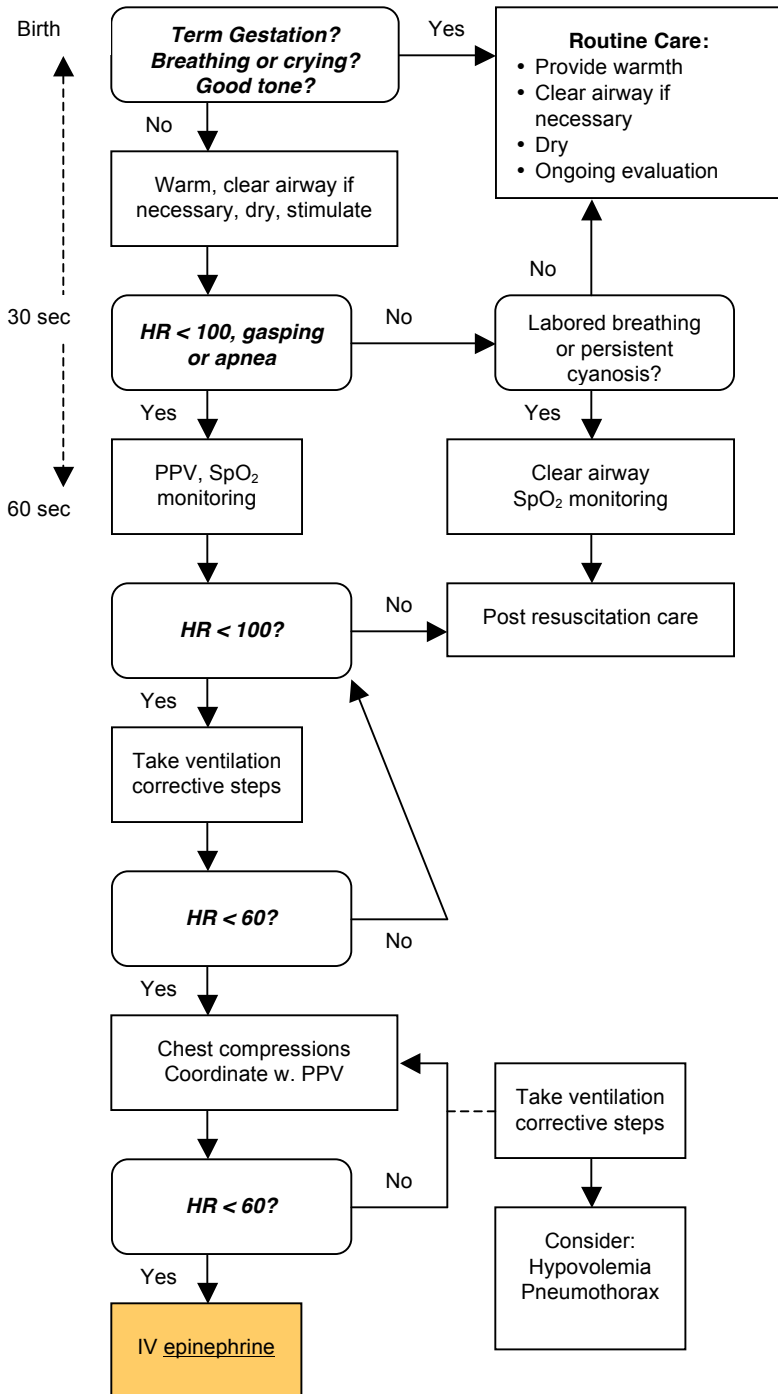 Birth
Term Gestation?
Breathing or crying?
Good tone?
Yes
Routine Care:
• Provide warmth
• Clear airway if
necessary
• Dry
• Ongoing evaluation
No
Warm, clear airway if
necessary, dry, stimulate
No
30 sec
HR < 100, gasping
or apnea
No
Labored breathing
or persistent
cyanosis?
Yes
Yes
PPV, SpO₂
monitoring
Clear airway
SpO₂ monitoring
60 sec
HR < 100?
No
Post resuscitation care
Yes
Take ventilation
corrective steps
HR < 60?
No
Yes
Chest compressions
Coordinate w. PPV
Take ventilation
corrective steps
HR < 60?
No
Consider:
Hypovolemia
Pneumothorax
Yes
IV epinephrine